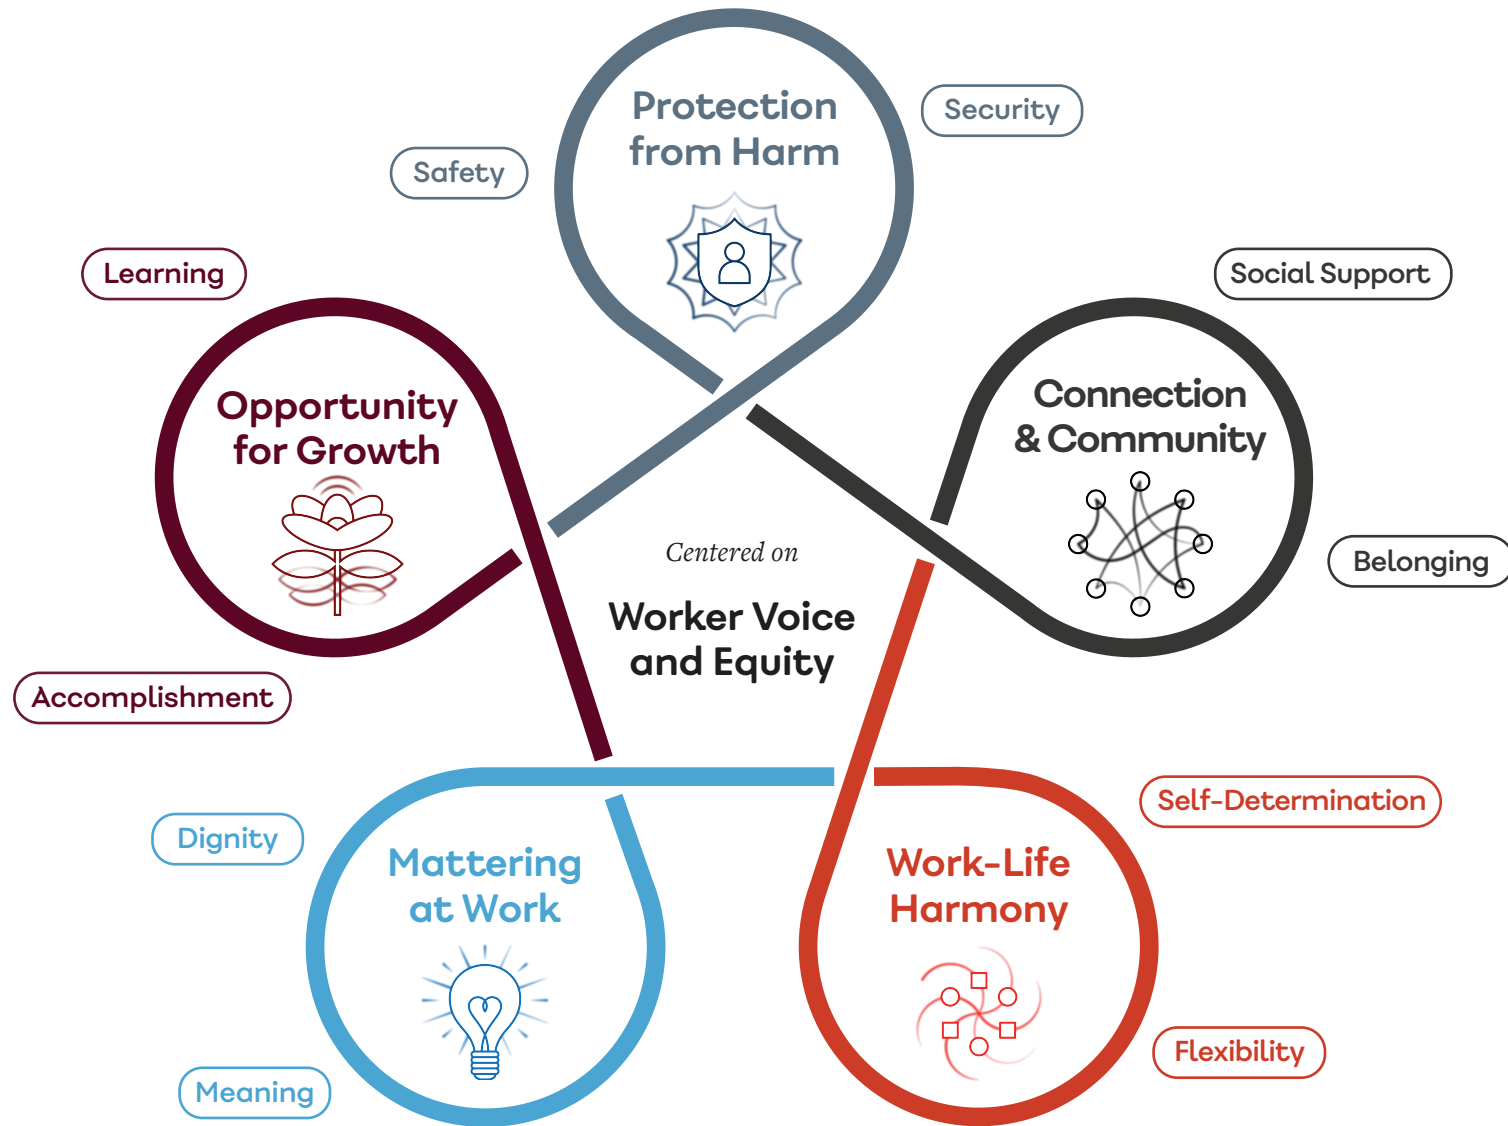 Protection
from Harm
Safety
Security
Connection
& Community
Social Support
Belonging
Work-Life
Harmony
Self-Determination
Flexibility
Mattering
at Work
Dignity
Meaning
Opportunity
for Growth
Learning
Accomplishment
Centered on
Worker Voice
and Equity